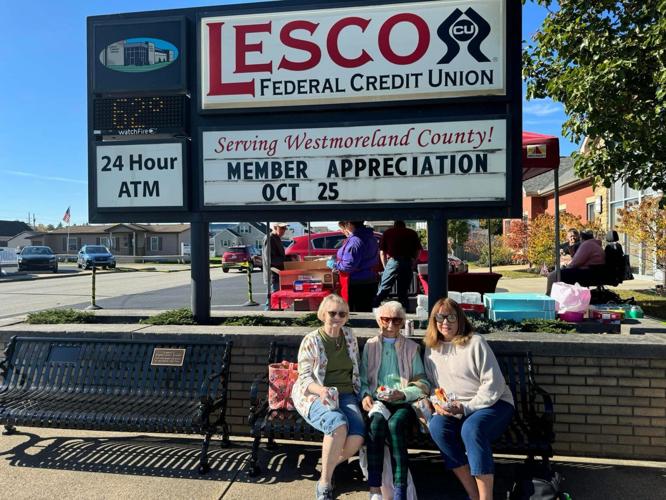 LESCO
CU
FEDERAL CREDIT UNION
62°
watchFire
24 Hour
ATM
Serving Westmoreland County!
MEMBER APPRECIATION
OCT 25